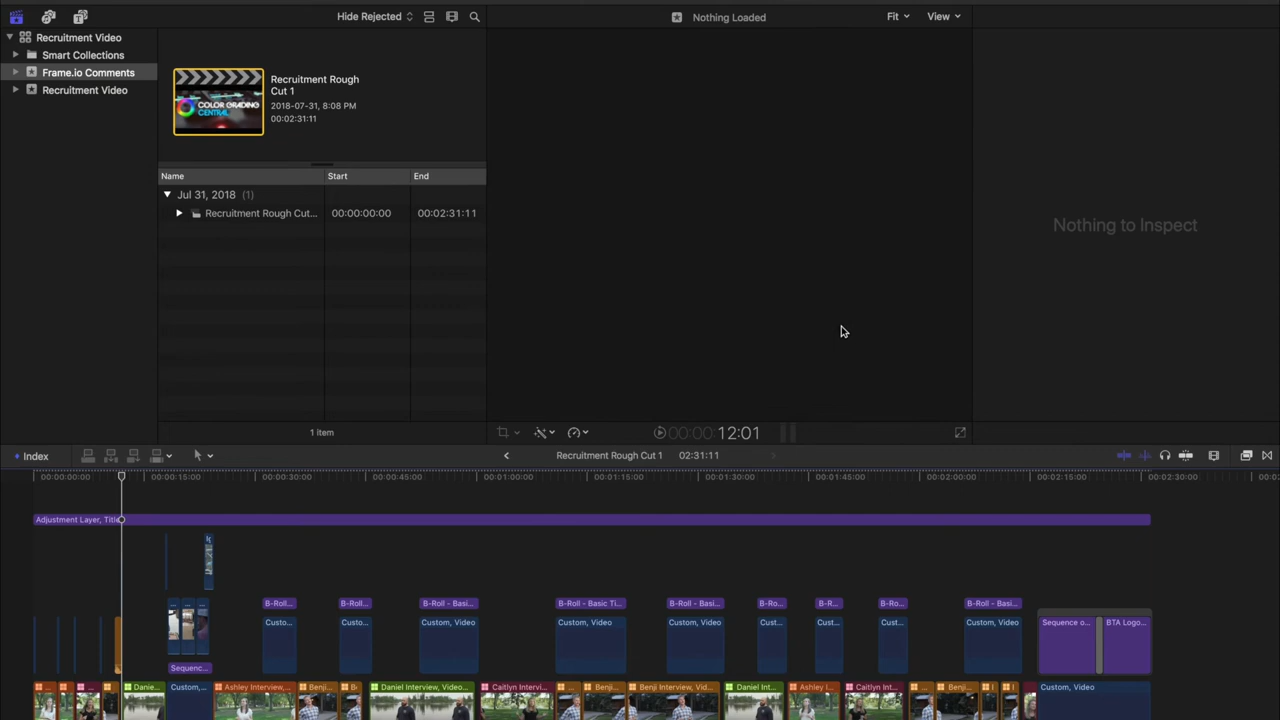 Hide Rejected
Nothing Loaded
Fit
View
Recruitment Video
Smart Collections
Frame.io Comments
Recruitment Video
Recruitment Rough
Cut 1
2018-07-31, 8:08 PM
00:02:31:11
COLOR GRADING
CENTRAL
Name Start End
Jul 31, 2018 (1)
Recruitment Rough Cut... 00:00:00:00 00:02:31:11
Nothing to Inspect
1 item
00:00:12:01
Index
Recruitment Rough Cut 1 02:31:11
00:00:00:00 00:00:15:00 00:00:30:00 00:00:45:00 00:01:00:00 00:01:15:00 00:01:30:00 00:01:45:00 00:02:00:00 00:02:15:00 00:02:30:00 00:02
Adjustment Layer, Title
B-Roll... B-Roll... B-Roll - Basi... B-Roll - Basic Ti... B-Roll - Basi... B-Ro... B-R... B-Ro... B-Roll - Basi...
Custo... Cust... Custom, Video Custom, Video Custom, Video Cust... Cust... Cust... Custom, Video Sequence o... BTA Logo...
Sequenc...
Danie... Custom,... Ashley Interview,... Benji... B... Daniel Interview, Video... Caitlyn Intervi... Benji... Benji Interview, Video... Daniel Int... Ashley I... Caitlyn Int... Benji... Custom, Video